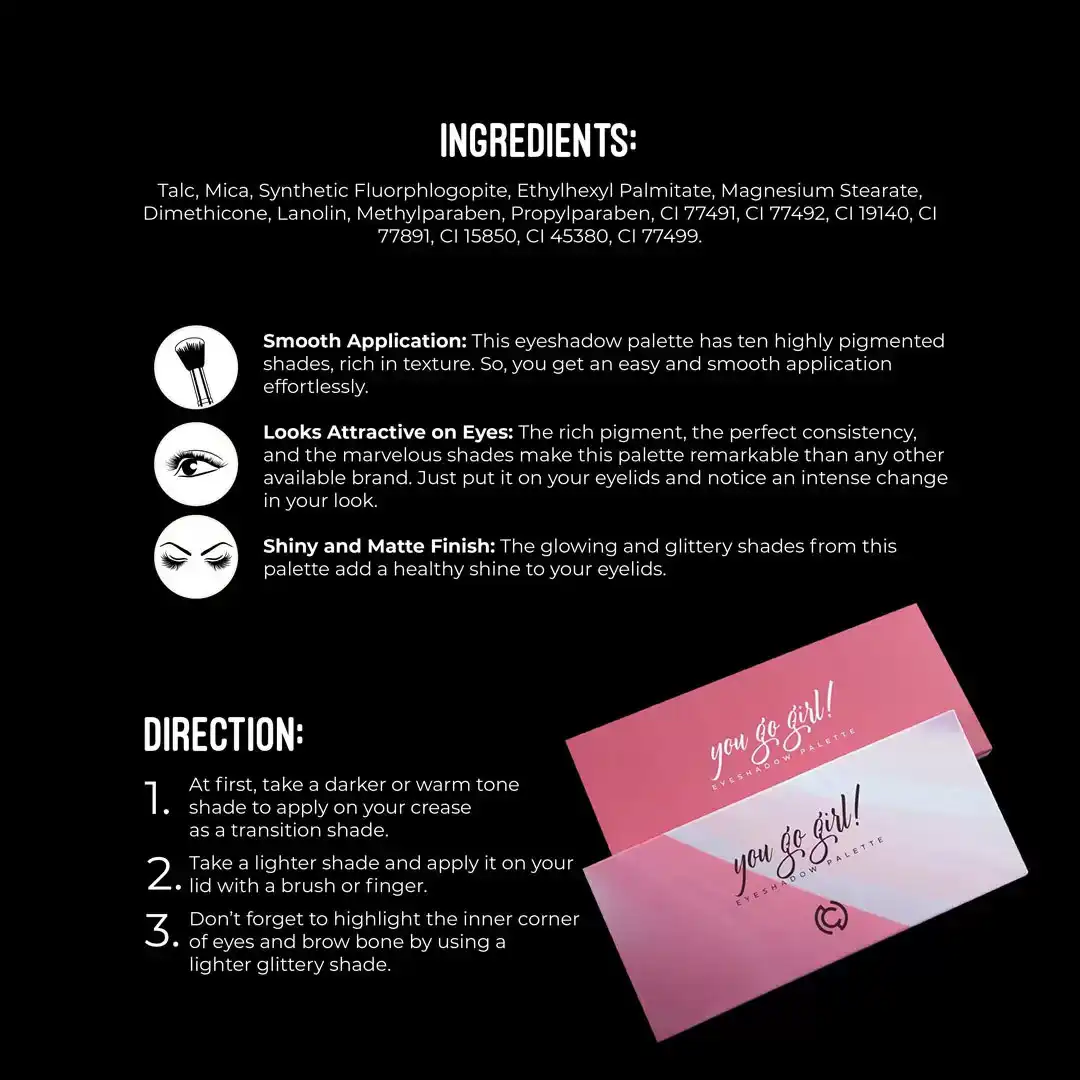 INGREDIENTS:
Talc, Mica, Synthetic Fluorphlogopite, Ethylhexyl Palmitate, Magnesium Stearate,
Dimethicone, Lanolin, Methylparaben, Propylparaben, CI 77491, CI 77492, CI 19140, CI
77891, CI 15850, CI 45380, CI 77499.
Smooth Application: This eyeshadow palette has ten highly pigmented
shades, rich in texture. So, you get an easy and smooth application
effortlessly.
Looks Attractive on Eyes: The rich pigment, the perfect consistency,
and the marvelous shades make this palette remarkable than any other
available brand. Just put it on your eyelids and notice an intense change
in your look.
Shiny and Matte Finish: The glowing and glittery shades from this
palette add a healthy shine to your eyelids.
DIRECTION:
1. At first, take a darker or warm tone
shade to apply on your crease
as a transition shade.
2. Take a lighter shade and apply it on your
lid with a brush or finger.
3. Don't forget to highlight the inner corner
of eyes and brow bone by using a
lighter glittery shade.
you go girl!
EYESHADOW PALETTE
you go girl!
EYESHADOW PALETTE